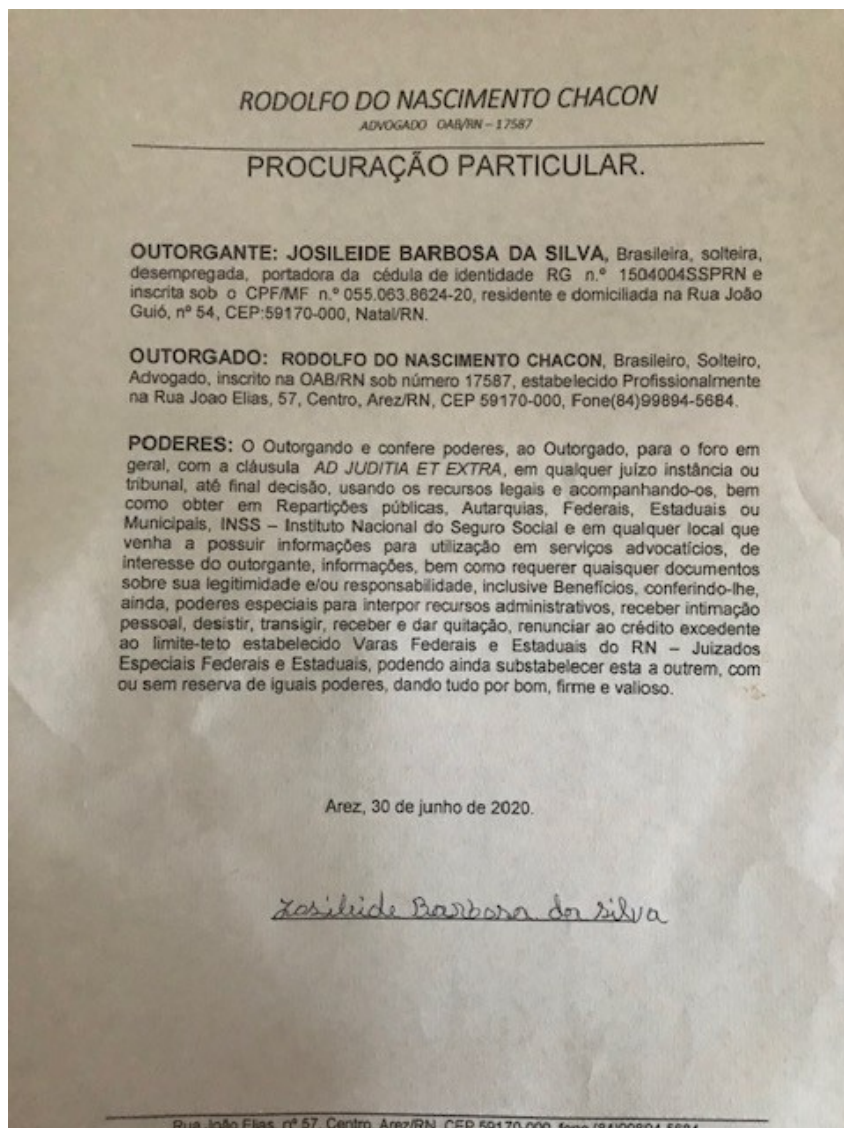 RODOLFO DO NASCIMENTO CHACON
ADVOGADO OAB/RN – 17587
PROCURAÇÃO PARTICULAR.
OUTORGANTE: JOSILEIDE BARBOSA DA SILVA, Brasileira, solteira,
desempregada, portadora da cédula de identidade RG n.º 1504004SSPRN e
inscrita sob o CPF/MF n.º 055.063.8624-20, residente e domiciliada na Rua João
Guió, nº 54, CEP:59170-000, Natal/RN.
OUTORGADO: RODOLFO DO NASCIMENTO CHACON, Brasileiro, Solteiro,
Advogado, inscrito na OAB/RN sob número 17587, estabelecido Profissionalmente
na Rua Joao Elias, 57, Centro, Arez/RN, CEP 59170-000, Fone(84)99894-5684.
PODERES: O Outorgando e confere poderes, ao Outorgado, para o foro em
geral, com a cláusula AD JUDITIA ET EXTRA, em qualquer juízo instância ou
tribunal, até final decisão, usando os recursos legais e acompanhando-os, bem
como obter em Repartições públicas, Autarquias, Federais, Estaduais ou
Municipais, INSS – Instituto Nacional do Seguro Social e em qualquer local que
venha a possuir informações para utilização em serviços advocatícios, de
interesse do outorgante, informações, bem como requerer quaisquer documentos
sobre sua legitimidade e/ou responsabilidade, inclusive Benefícios, conferindo-lhe,
ainda, poderes especiais para interpor recursos administrativos, receber intimação
pessoal, desistir, transigir, receber e dar quitação, renunciar ao crédito excedente
ao limite-teto estabelecido Varas Federais e Estaduais do RN – Juizados
Especiais Federais e Estaduais, podendo ainda substabelecer esta a outrem, com
ou sem reserva de iguais poderes, dando tudo por bom, firme e valioso.
Arez, 30 de junho de 2020.
Josileide Barbosa da Silva
Rua João Elias, nº 57, Centro, Arez/RN, CEP 59170-000, fone (84)99894-5684